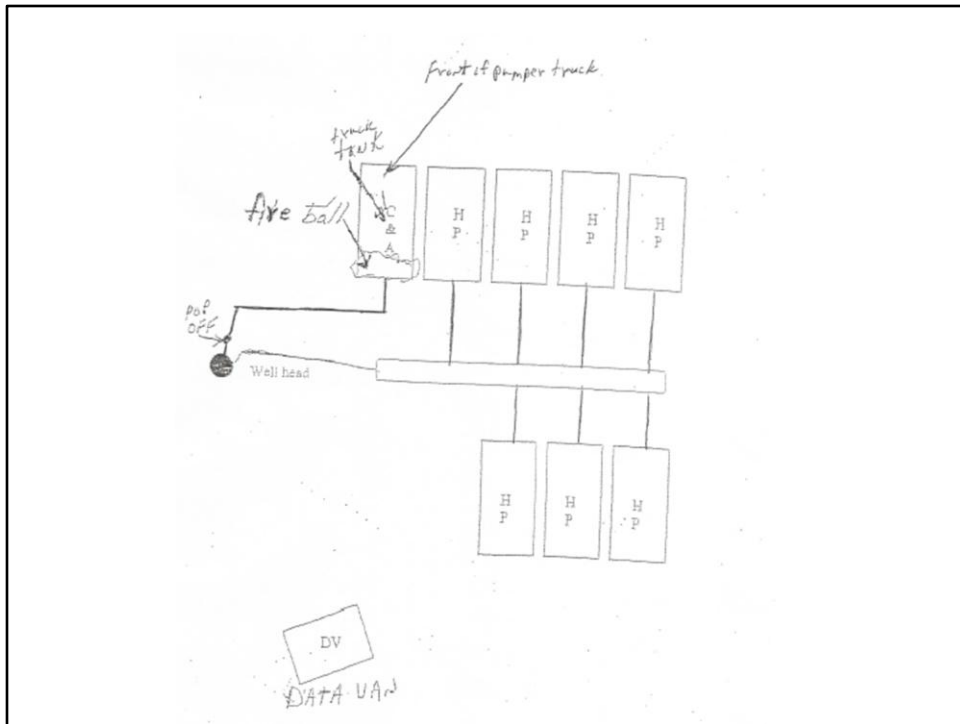 Front of pumper truck
truck
TANK
fire ball
C
&
A
H
P
H
P
H
P
H
P
POP
OFF
Well head
H
P
H
P
H
P
DV
DATA VAN